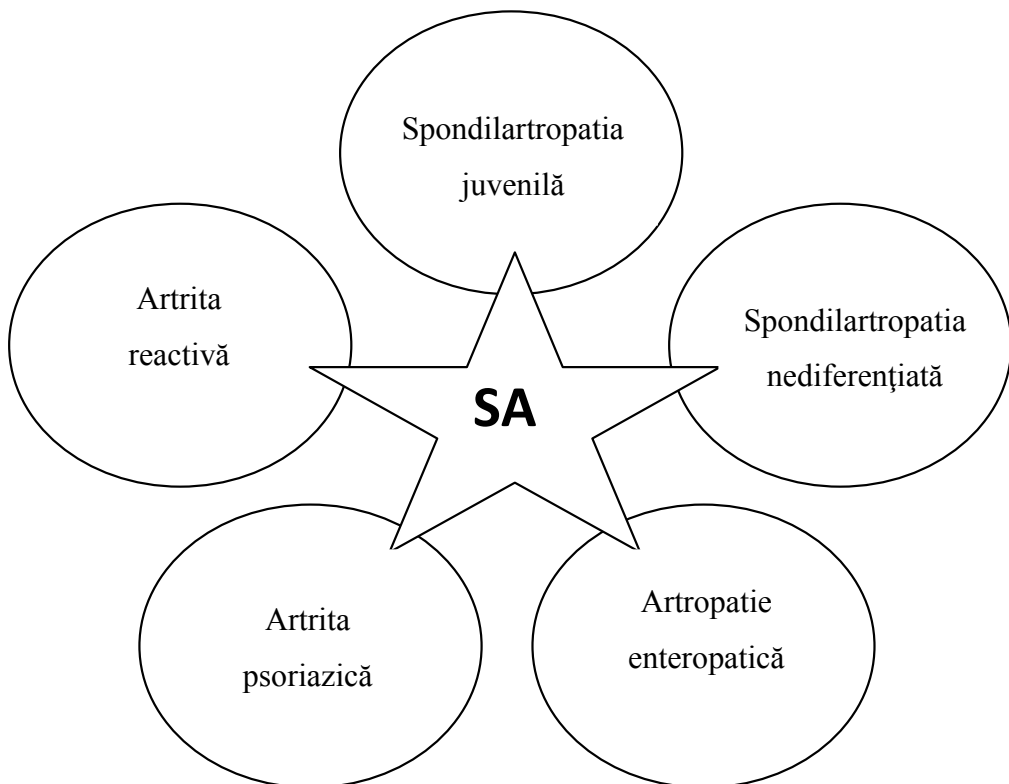 Spondilartropatia
juvenilă
Artrita
reactivă
Spondilartropatia
nediferenţiată
SA
Artrita
psoriazică
Artropatie
enteropatică